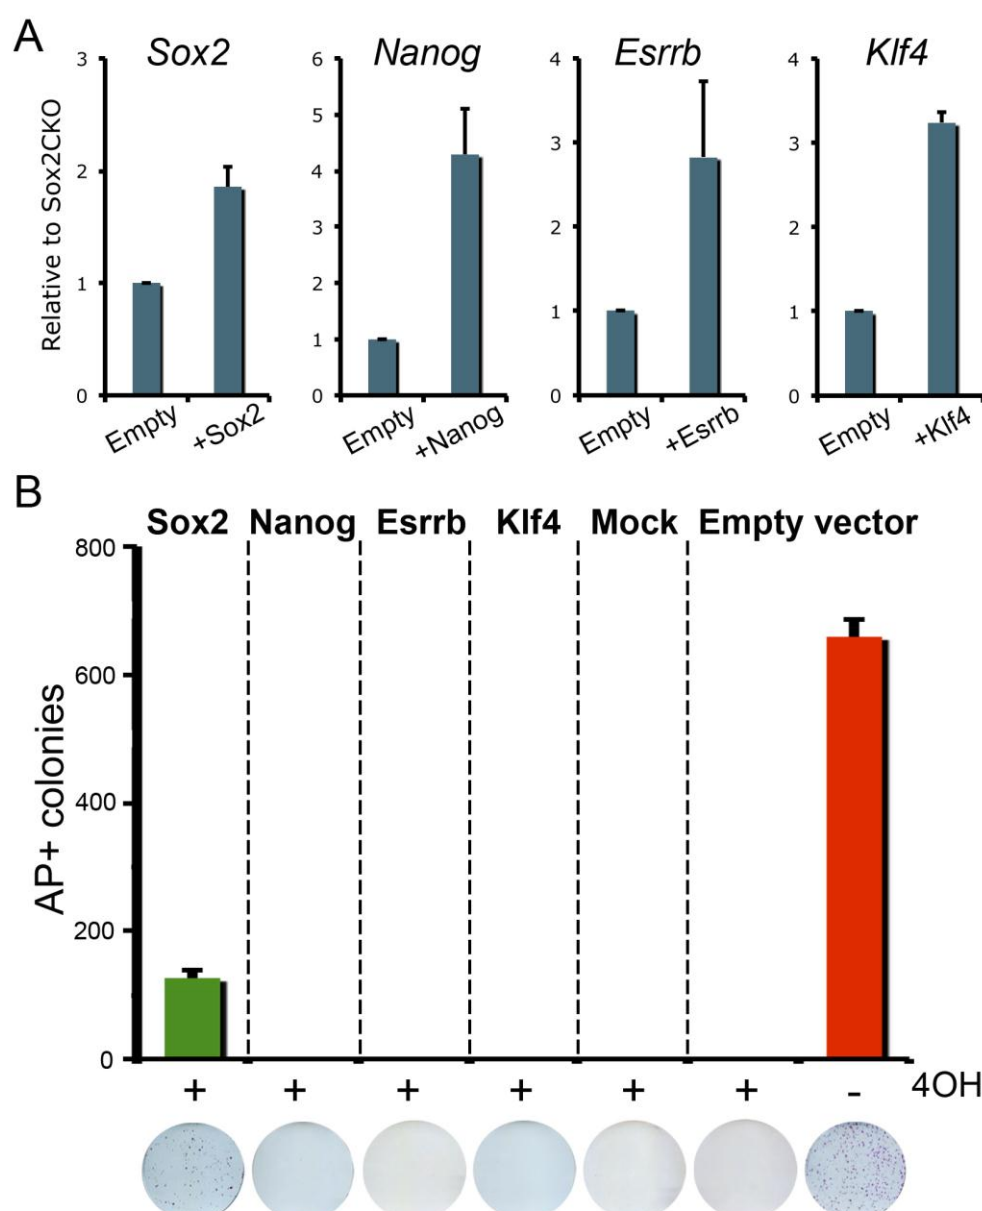 A
Sox2 Nanog Esrrb Klf4
Relative to Sox2CKO
3 6 4 4
2 5 3 3
1 4 2 2
0 3 1 1
2 0 0
1
0
Empty +Sox2 Empty +Nanog Empty +Esrrb Empty +Klf4
B
Sox2 Nanog Esrrb Klf4 Mock Empty vector
AP+ colonies
800
600
400
200
0
+ + + + + + - 4OH